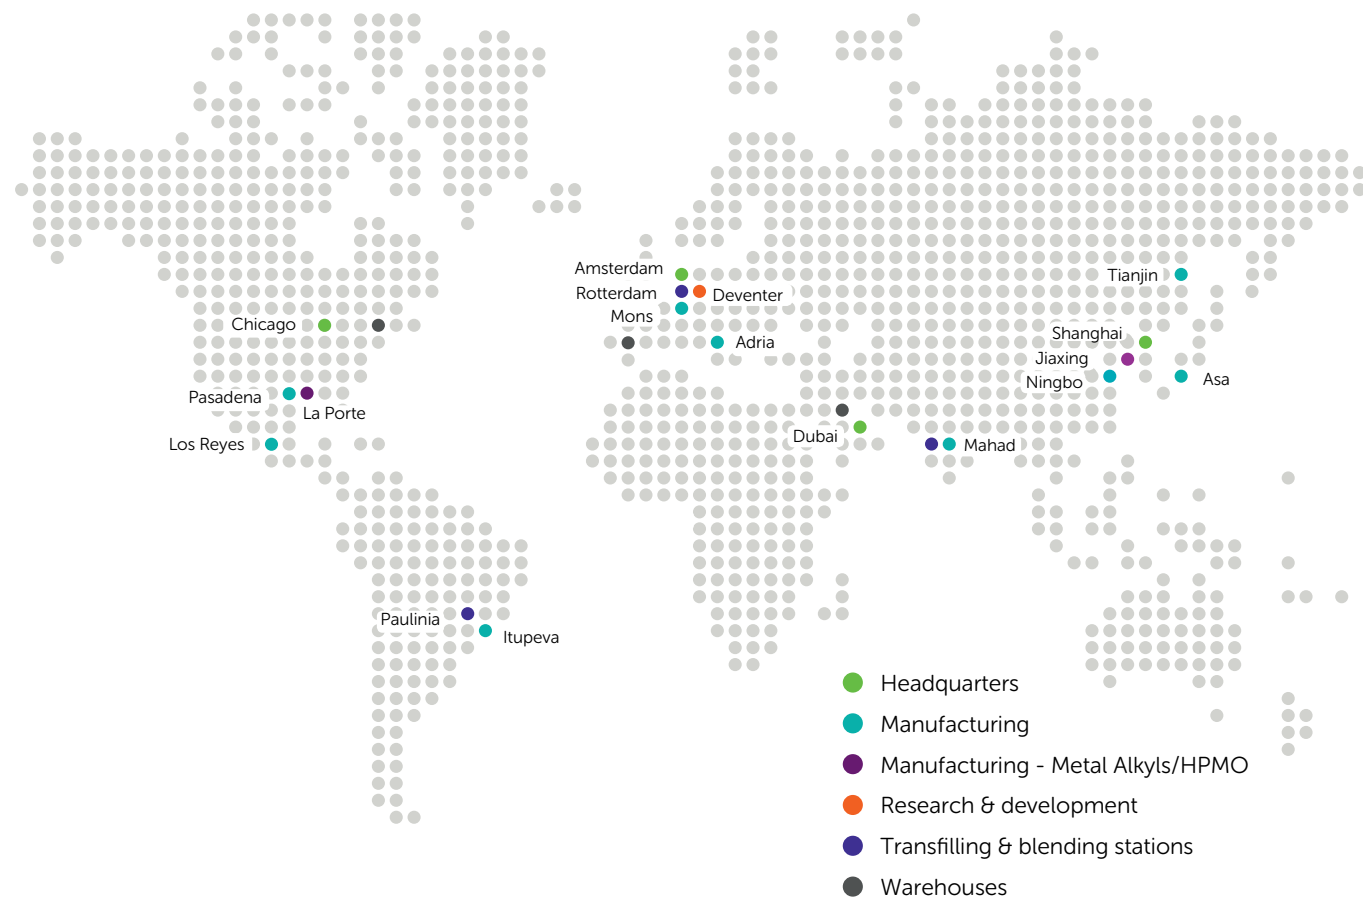 Amsterdam
Rotterdam
Deventer
Mons
Adria
Tianjin
Chicago
Shanghai
Jiaxing
Ningbo
Asa
Pasadena
La Porte
Los Reyes
Dubai
Mahad
Paulinia
Itupeva
Headquarters
Manufacturing
Manufacturing - Metal Alkyls/HPMO
Research & development
Transfilling & blending stations
Warehouses